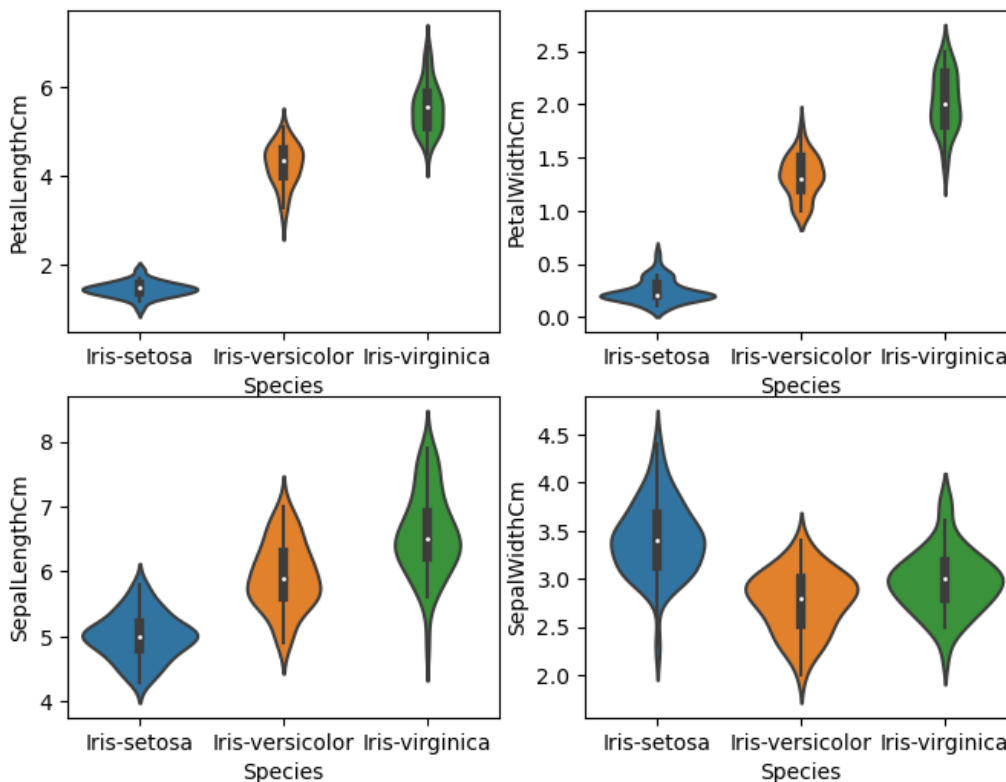 PetalLengthCm
6
4
2
Iris-setosa Iris-versicolor Iris-virginica
Species
PetalWidthCm
2.5
2.0
1.5
1.0
0.5
0.0
Iris-setosa Iris-versicolor Iris-virginica
Species
SepalLengthCm
8
7
6
5
4
Iris-setosa Iris-versicolor Iris-virginica
Species
SepalWidthCm
4.5
4.0
3.5
3.0
2.5
2.0
Iris-setosa Iris-versicolor Iris-virginica
Species